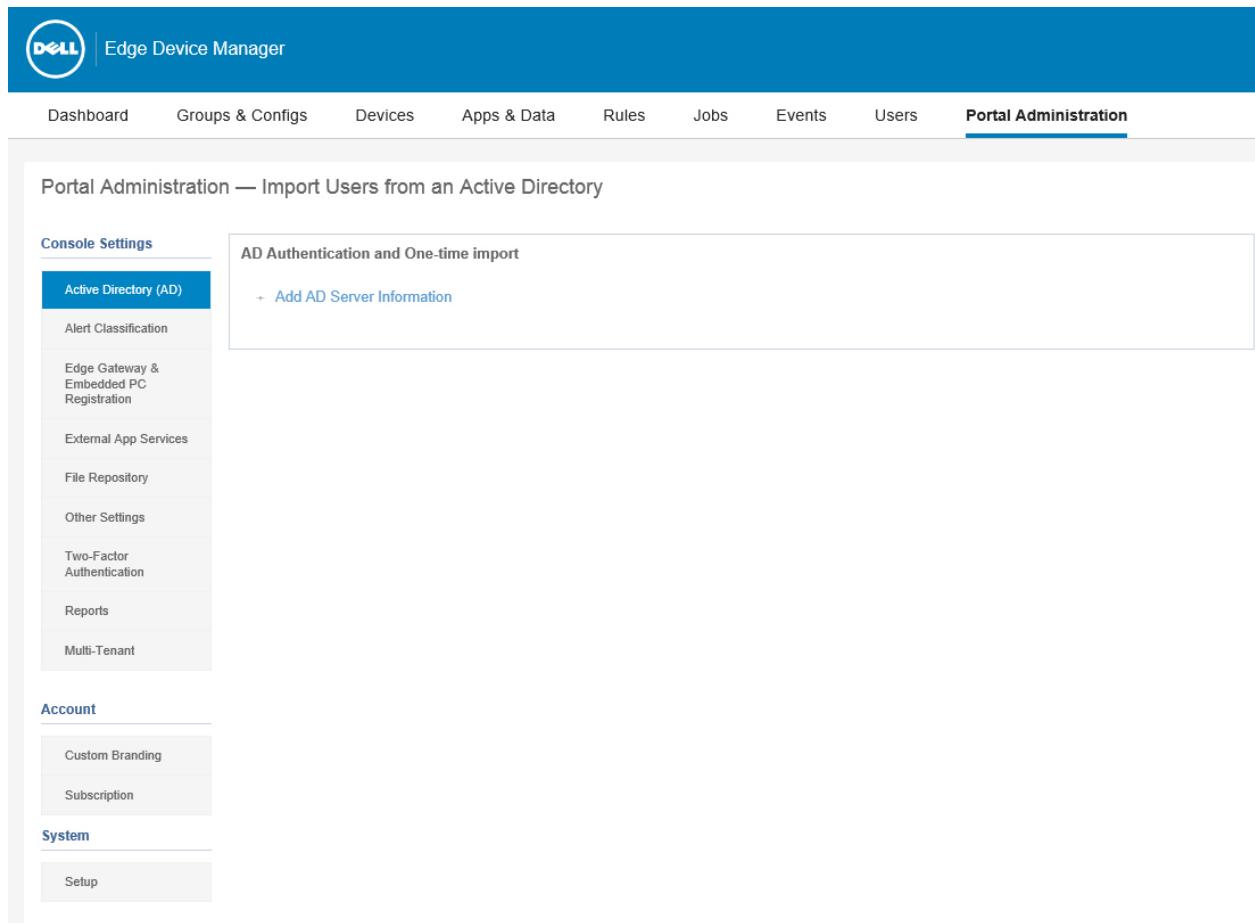 DELL
Edge Device Manager
Dashboard Groups & Configs Devices Apps & Data Rules Jobs Events Users Portal Administration
Portal Administration — Import Users from an Active Directory
Console Settings
Active Directory (AD)
Alert Classification
Edge Gateway &
Embedded PC
Registration
External App Services
File Repository
Other Settings
Two-Factor
Authentication
Reports
Multi-Tenant
Account
Custom Branding
Subscription
System
Setup
AD Authentication and One-time import
+ Add AD Server Information